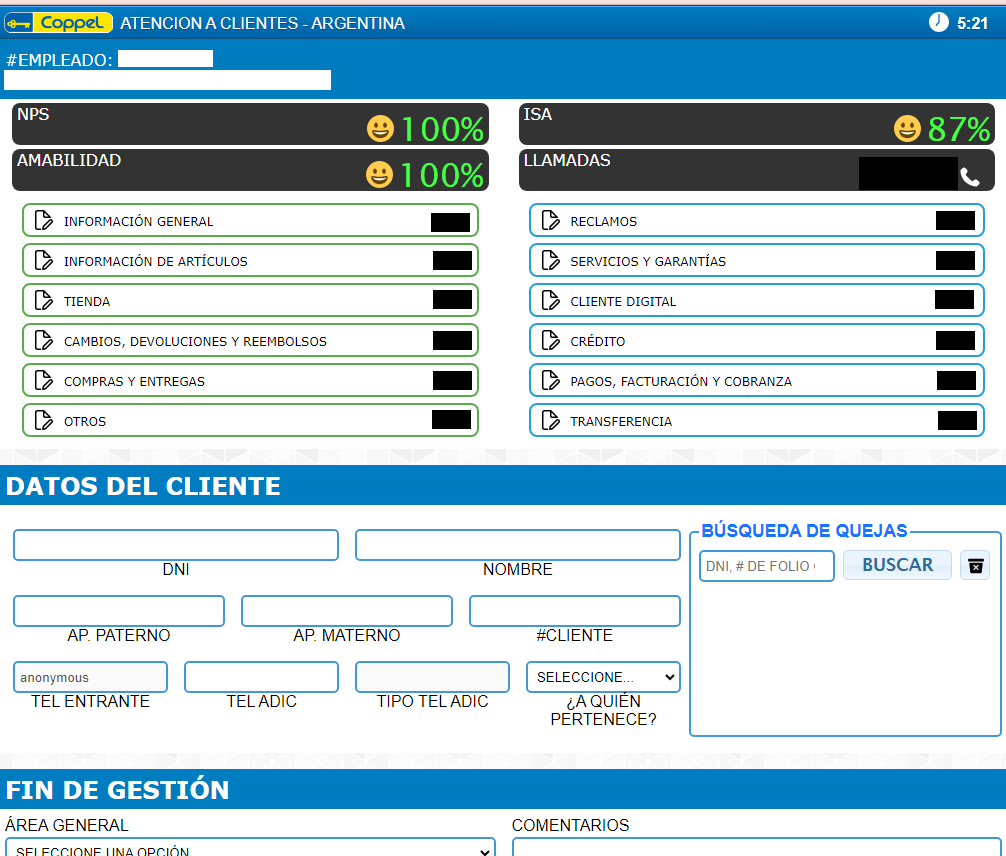 Coppel ATENCION A CLIENTES - ARGENTINA 5:21
#EMPLEADO:
NPS 100%
ISA 87%
AMABILIDAD 100%
LLAMADAS
INFORMACIÓN GENERAL
INFORMACIÓN DE ARTÍCULOS
TIENDA
CAMBIOS, DEVOLUCIONES Y REEMBOLSOS
COMPRAS Y ENTREGAS
OTROS
RECLAMOS
SERVICIOS Y GARANTÍAS
CLIENTE DIGITAL
CRÉDITO
PAGOS, FACTURACIÓN Y COBRANZA
TRANSFERENCIA
DATOS DEL CLIENTE
DNI
NOMBRE
AP. PATERNO
AP. MATERNO
#CLIENTE
anonymous
TEL ENTRANTE
TEL ADIC
TIPO TEL ADIC
SELECCIONE...
¿A QUIÉN
PERTENECE?
BÚSQUEDA DE QUEJAS
DNI, # DE FOLIO
BUSCAR
FIN DE GESTIÓN
ÁREA GENERAL
SELECCIONE UNA OPCIÓN
COMENTARIOS